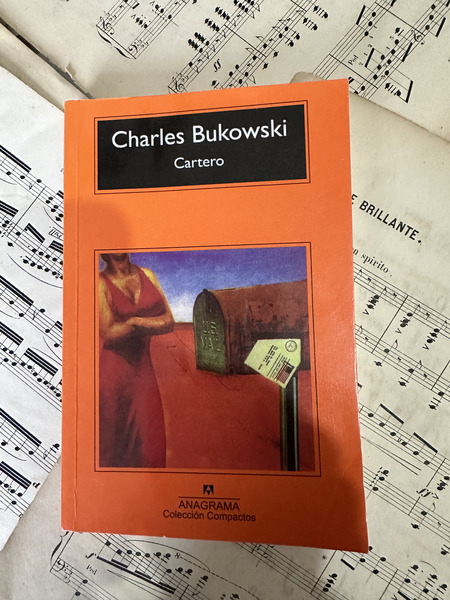 E BRILLANTE.
n spirito.
Charles Bukowski
Cartero
ANAGRAMA
Colección Compactos